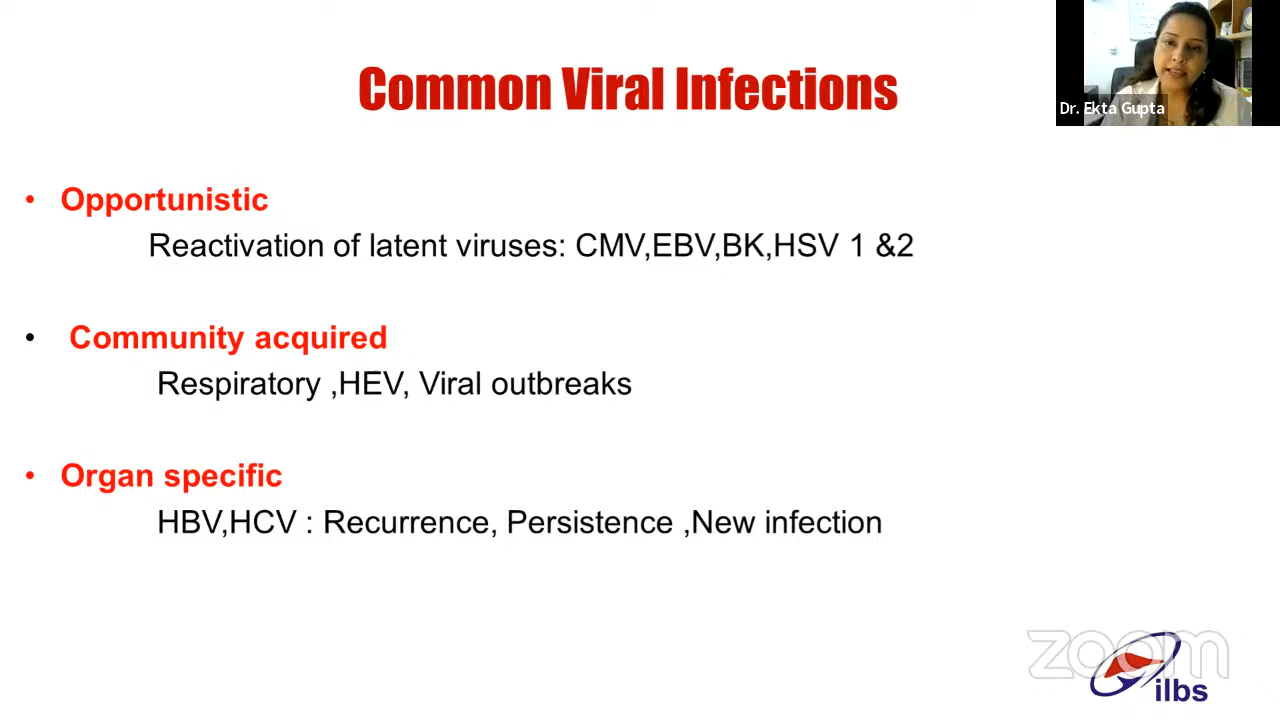 Common Viral Infections
Dr. Ekta Gupta
• Opportunistic
Reactivation of latent viruses: CMV,EBV,BK,HSV 1 &2
• Community acquired
Respiratory ,HEV, Viral outbreaks
• Organ specific
HBV,HCV : Recurrence, Persistence ,New infection
zoom
ilbs